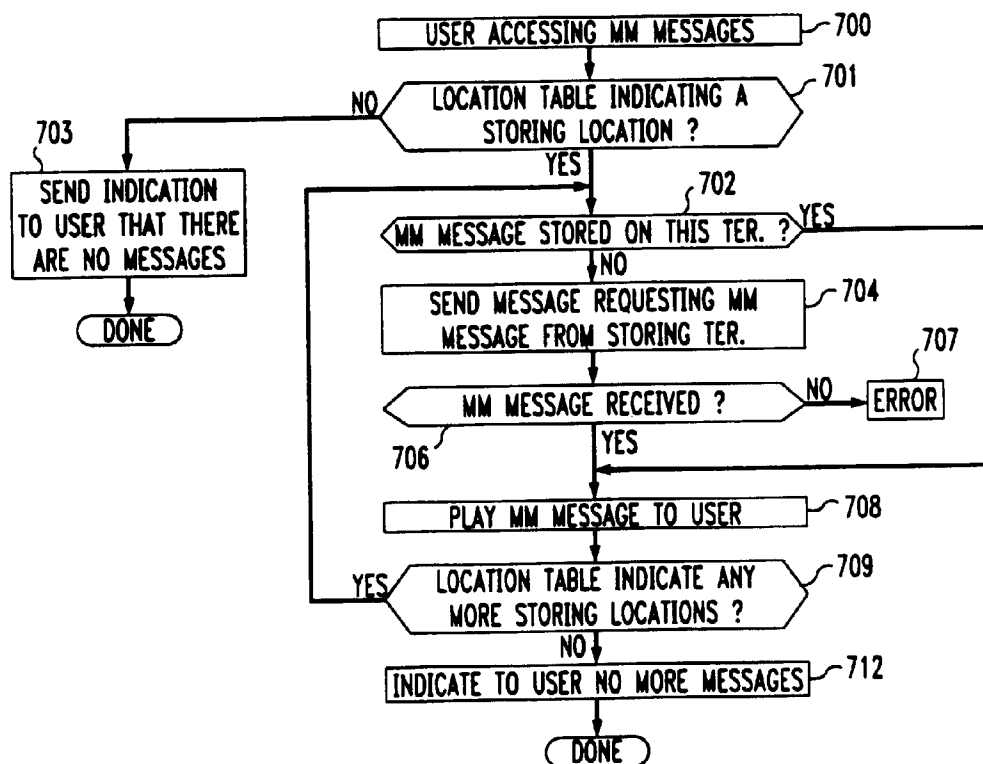 USER ACCESSING MM MESSAGES
700
701
LOCATION TABLE INDICATING A
STORING LOCATION ?
NO
YES
703
SEND INDICATION
TO USER THAT THERE
ARE NO MESSAGES
DONE
702
MM MESSAGE STORED ON THIS TER. ?
YES
NO
SEND MESSAGE REQUESTING MM
MESSAGE FROM STORING TER.
704
707
MM MESSAGE RECEIVED ?
NO
ERROR
706
YES
PLAY MM MESSAGE TO USER
708
709
YES
LOCATION TABLE INDICATE ANY
MORE STORING LOCATIONS ?
NO
INDICATE TO USER NO MORE MESSAGES
712
DONE